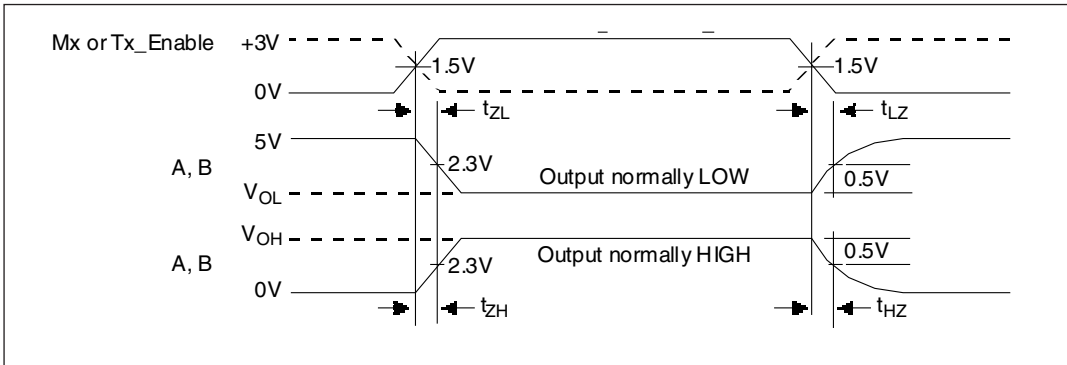 Mx or Tx_Enable +3V
1.5V 1.5V
0V
tZL tLZ
5V
A, B 2.3V
Output normally LOW 0.5V
VOL
VOH
Output normally HIGH 0.5V
A, B 2.3V
0V
tZH tHZ